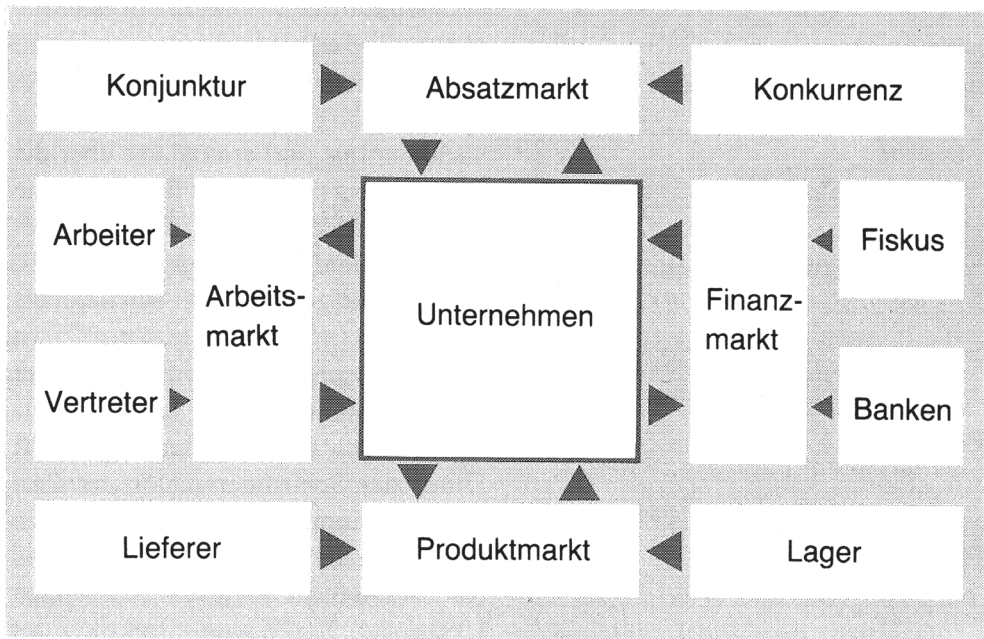 Konjunktur
Absatzmarkt
Konkurrenz
Arbeiter
Arbeits-
markt
Vertreter
Unternehmen
Finanz-
markt
Fiskus
Banken
Lieferer
Produktmarkt
Lager